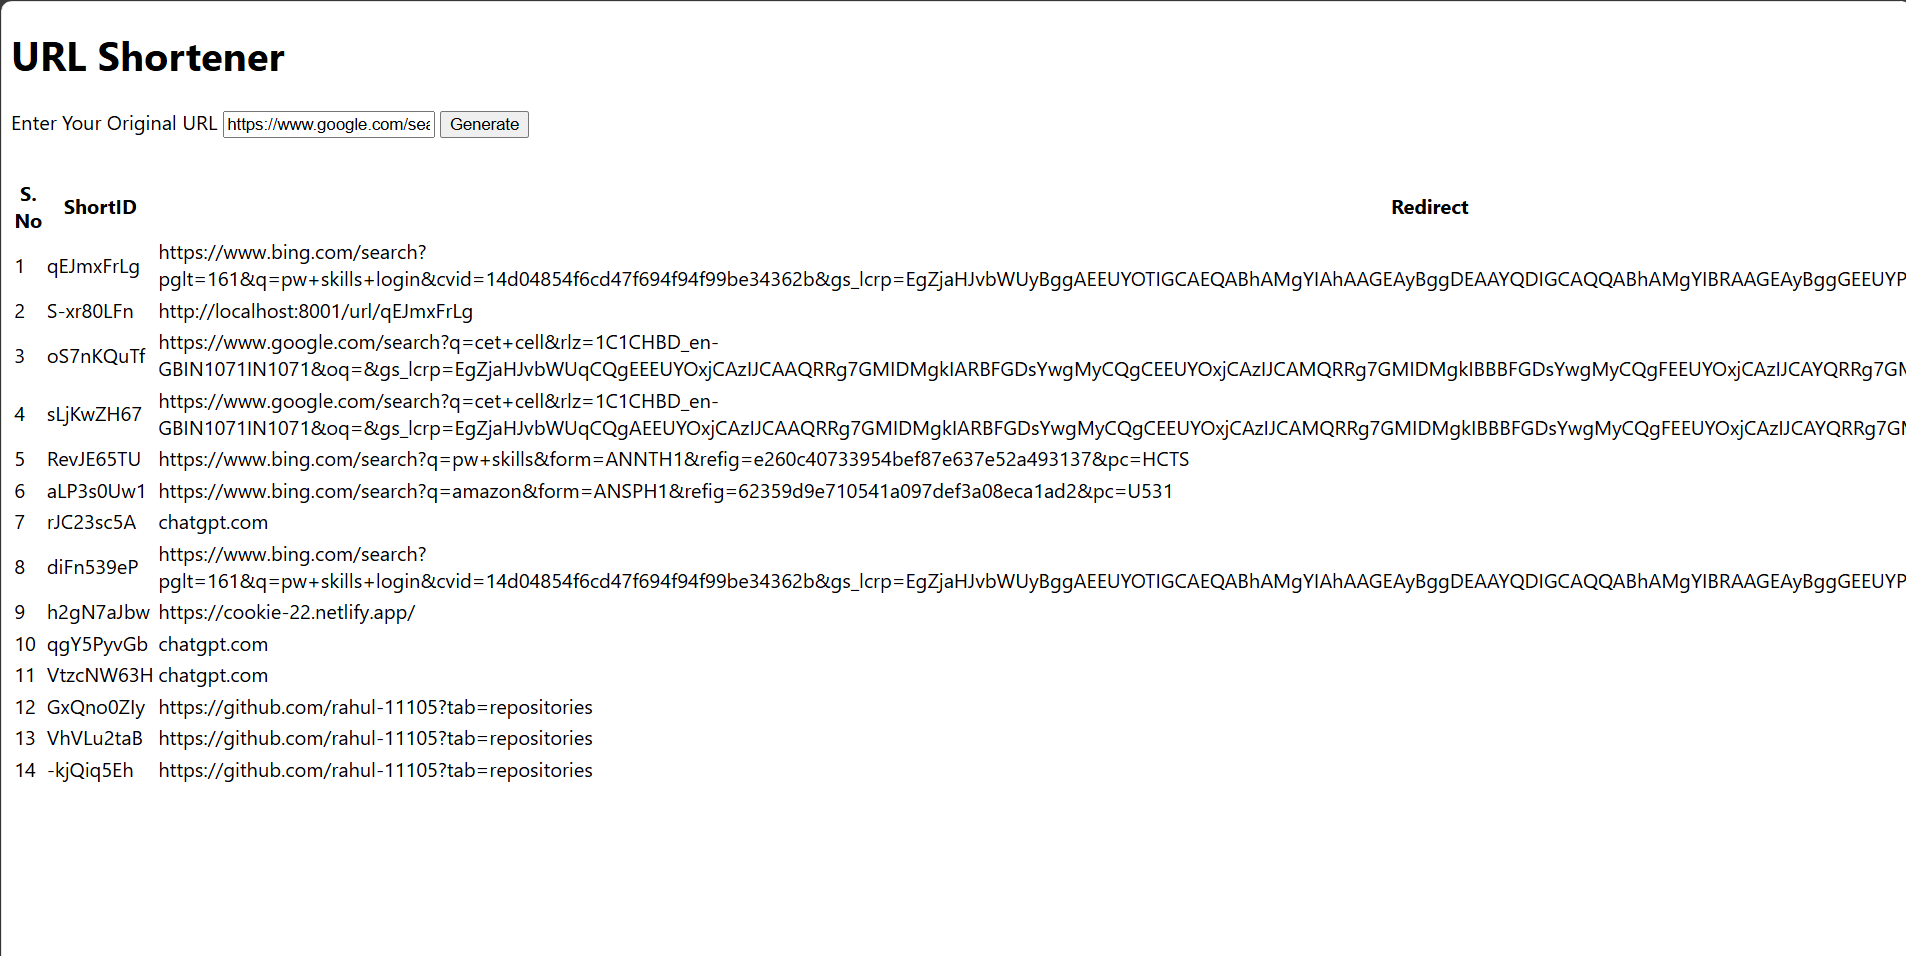 URL Shortener
Enter Your Original URL https://www.google.com/sea Generate
S. No ShortID Redirect
1 qEJmxFrLg https://www.bing.com/search?
pglt=161&q=pw+skills+login&cvid=14d04854f6cd47f694f94f99be34362b&gs_lcrp=EgZjaHJvbWUyBggAEEUYOTIGCAEQABhAMgYIAhAAGEAyBggDEAAYQDIGCAQQABhAMgYIBRAAGEAyBggGEEUYP
2 S-xr80LFn http://localhost:8001/url/qEJmxFrLg
3 oS7nKQuTf https://www.google.com/search?q=cet+cell&rlz=1C1CHBD_en-
GBIN1071IN1071&oq=&gs_lcrp=EgZjaHJvbWUqCQgEEEUYOxjCAzIJCAAQRRg7GMIDMgkIARBFGDsYwgMyCQgCEEUYOxjCAzIJCAMQRRg7GMIDMgkIBBBFGDsYwgMyCQgFEEUYOxjCAzIJCAYQRRg7GM
4 sLjKwZH67 https://www.google.com/search?q=cet+cell&rlz=1C1CHBD_en-
GBIN1071IN1071&oq=&gs_lcrp=EgZjaHJvbWUqCQgAEEUYOxjCAzIJCAAQRRg7GMIDMgkIARBFGDsYwgMyCQgCEEUYOxjCAzIJCAMQRRg7GMIDMgkIBBBFGDsYwgMyCQgFEEUYOxjCAzIJCAYQRRg7GM
5 RevJE65TU https://www.bing.com/search?q=pw+skills&form=ANNTH1&refig=e260c40733954bef87e637e52a493137&pc=HCTS
6 aLP3s0Uw1 https://www.bing.com/search?q=amazon&form=ANSPH1&refig=62359d9e710541a097def3a08eca1ad2&pc=U531
7 rJC23sc5A chatgpt.com
8 diFn539eP https://www.bing.com/search?
pglt=161&q=pw+skills+login&cvid=14d04854f6cd47f694f94f99be34362b&gs_lcrp=EgZjaHJvbWUyBggAEEUYOTIGCAEQABhAMgYIAhAAGEAyBggDEAAYQDIGCAQQABhAMgYIBRAAGEAyBggGEEUYP
9 h2gN7aJbw https://cookie-22.netlify.app/
10 qgY5PyvGb chatgpt.com
11 VtzcNW63H chatgpt.com
12 GxQno0ZIy https://github.com/rahul-11105?tab=repositories
13 VhVLu2taB https://github.com/rahul-11105?tab=repositories
14 -kjQiq5Eh https://github.com/rahul-11105?tab=repositories